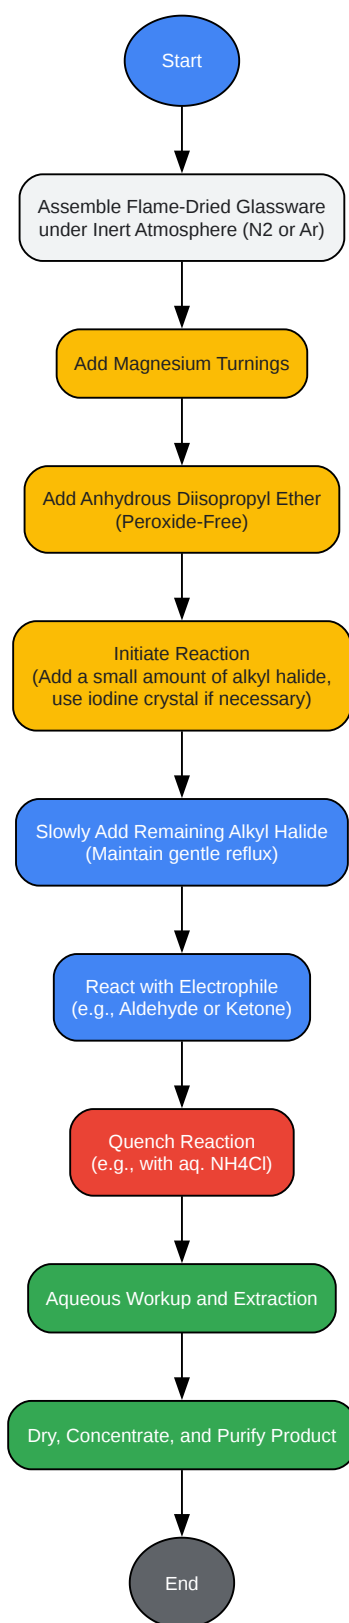 Start
Assemble Flame-Dried Glassware
under Inert Atmosphere (N2 or Ar)
Add Magnesium Turnings
Add Anhydrous Diisopropyl Ether
(Peroxide-Free)
Initiate Reaction
(Add a small amount of alkyl halide,
use iodine crystal if necessary)
Slowly Add Remaining Alkyl Halide
(Maintain gentle reflux)
React with Electrophile
(e.g., Aldehyde or Ketone)
Quench Reaction
(e.g., with aq. NH4Cl)
Aqueous Workup and Extraction
Dry, Concentrate, and Purify Product
End